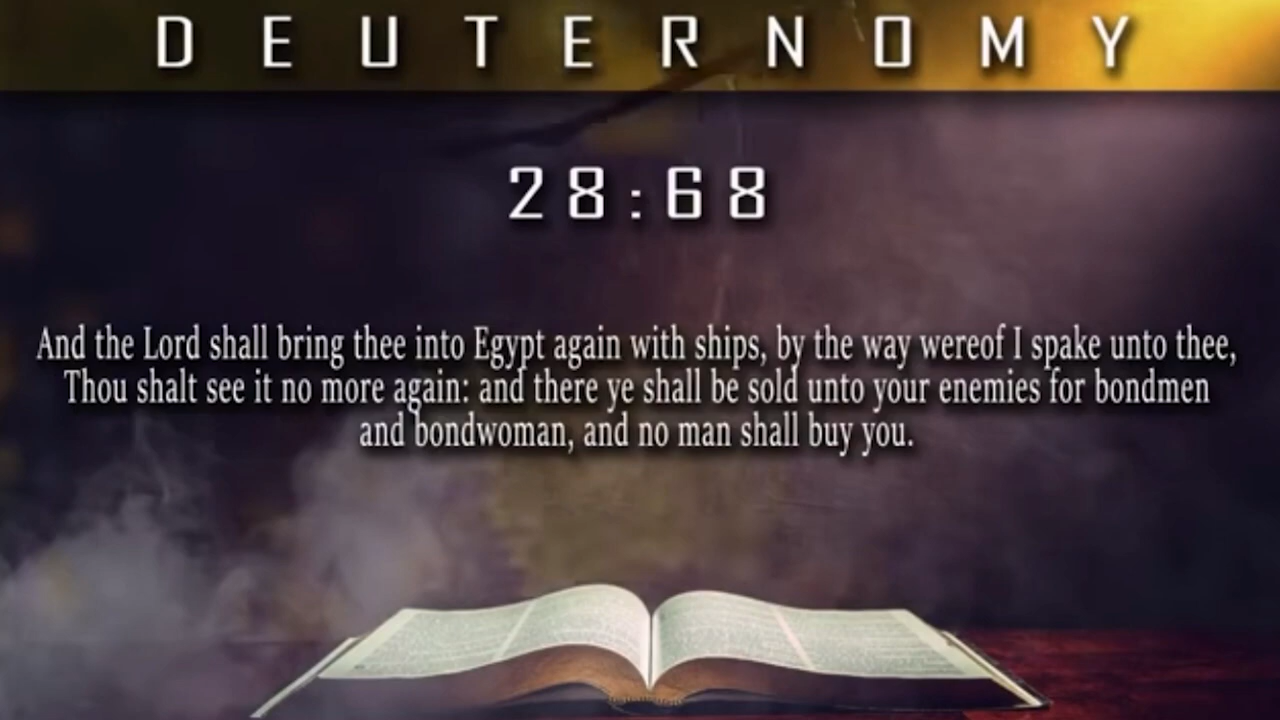 DEUTERNOMY
28:68
And the Lord shall bring thee into Egypt again with ships, by the way wereof I spake unto thee,
Thou shalt see it no more again: and there ye shall be sold unto your enemies for bondmen
and bondwoman, and no man shall buy you.